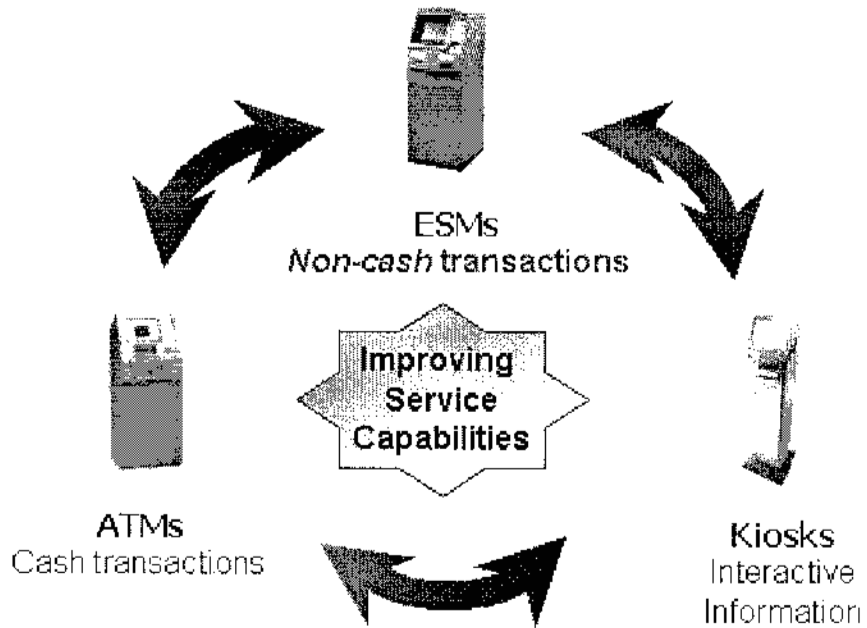 ESMs
Non-cash transactions
Improving
Service
Capabilities
ATMs
Cash transactions
Kiosks
Interactive
Information